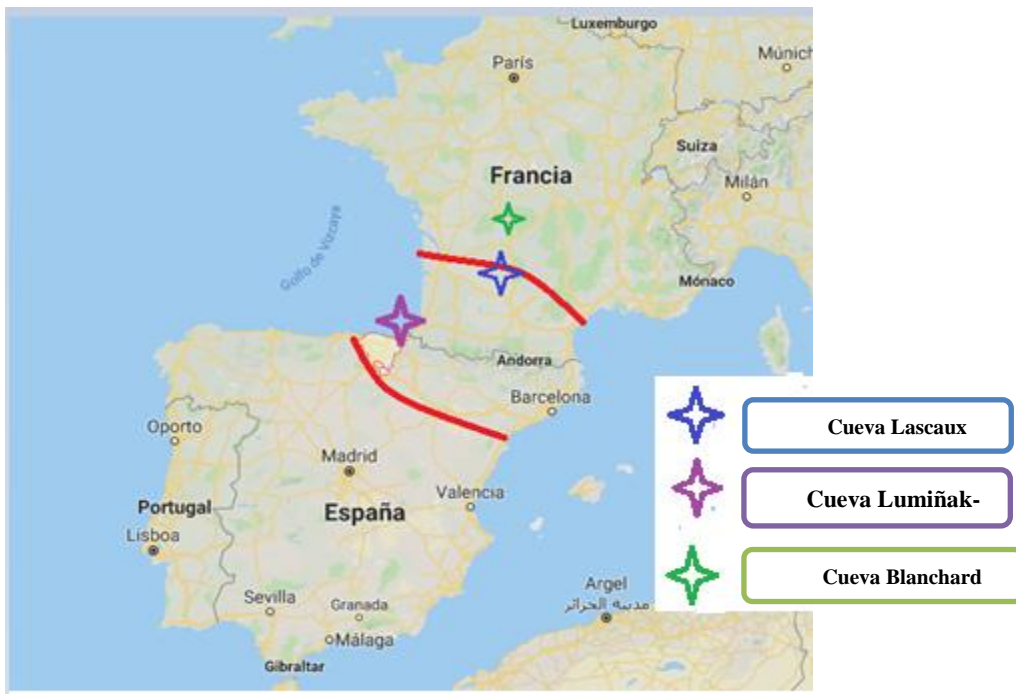 Luxemburgo
París
Múnich
Suiza
Francia
Milán
Golfo de Vizcaya
Mónaco
Andorra
Barcelona
Oporto
Madrid
Valencia
Portugal
España
Lisboa
Sevilla
Granada
Málaga
Gibraltar
Argel
مدينة الجزائر
Cueva Lascaux
Cueva Lumiñak-
Cueva Blanchard